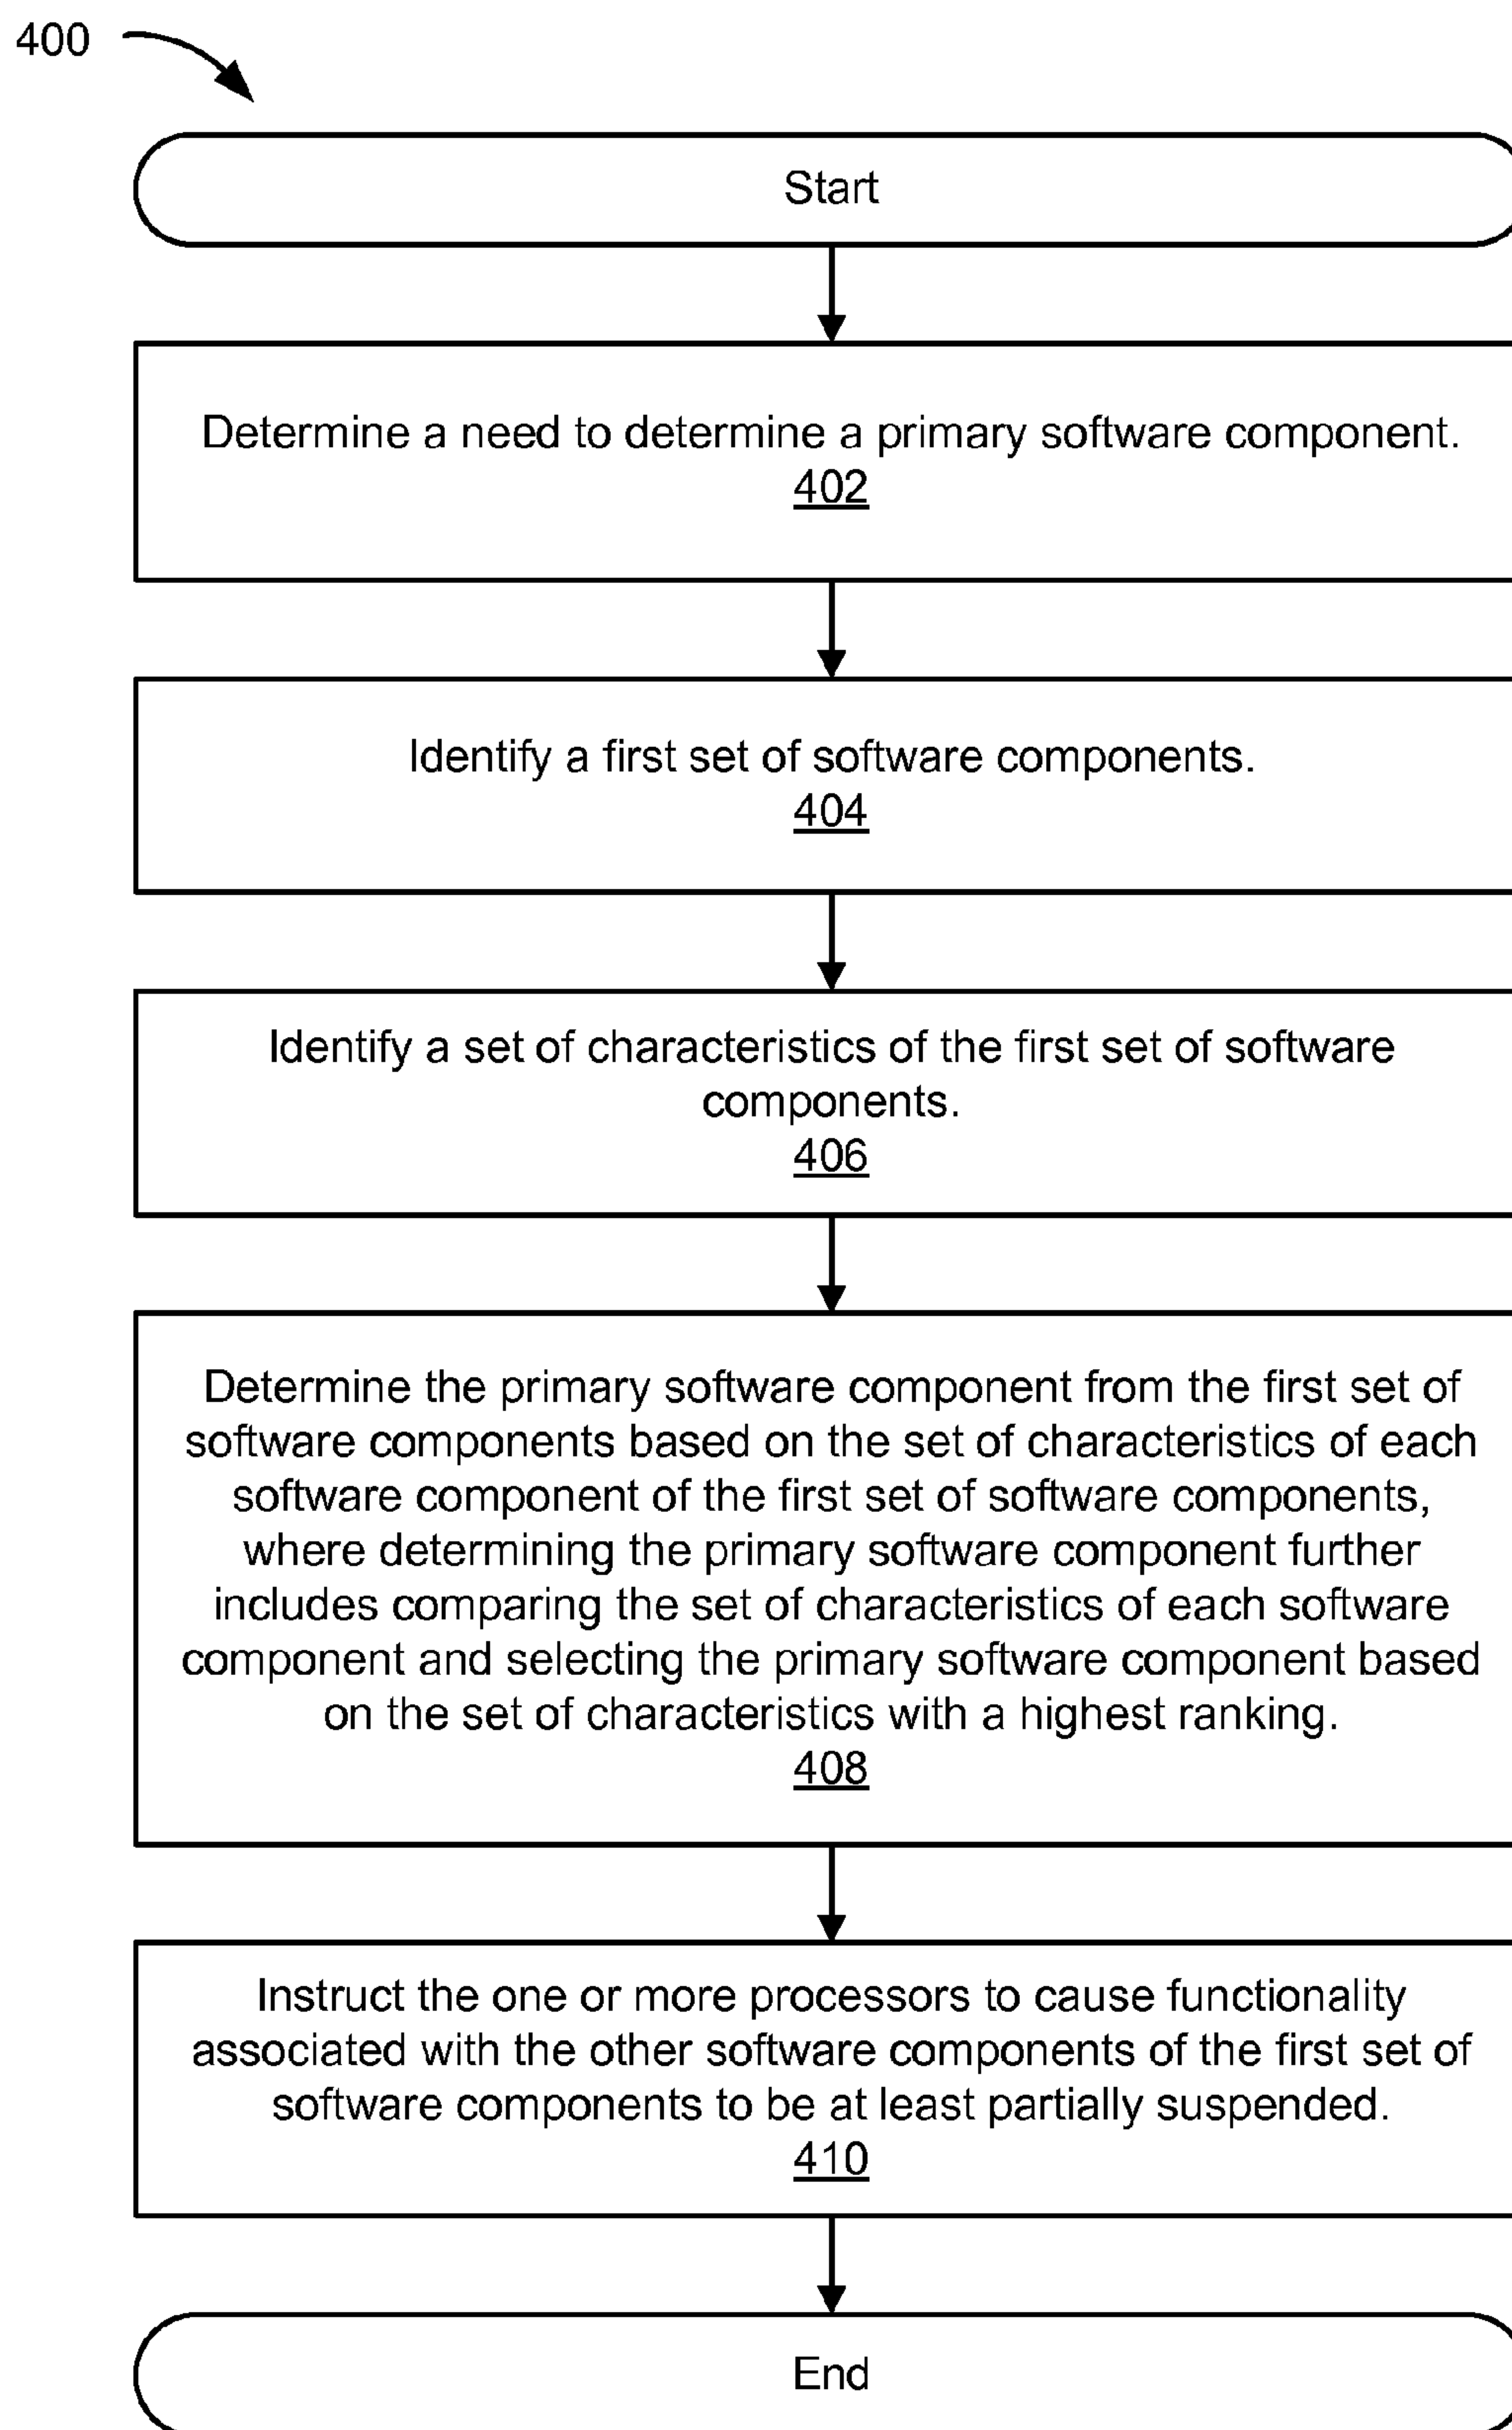 400
Start
Determine a need to determine a primary software component.
402
Identify a first set of software components.
404
Identify a set of characteristics of the first set of software
components.
406
Determine the primary software component from the first set of
software components based on the set of characteristics of each
software component of the first set of software components,
where determining the primary software component further
includes comparing the set of characteristics of each software
component and selecting the primary software component based
on the set of characteristics with a highest ranking.
408
Instruct the one or more processors to cause functionality
associated with the other software components of the first set of
software components to be at least partially suspended.
410
End